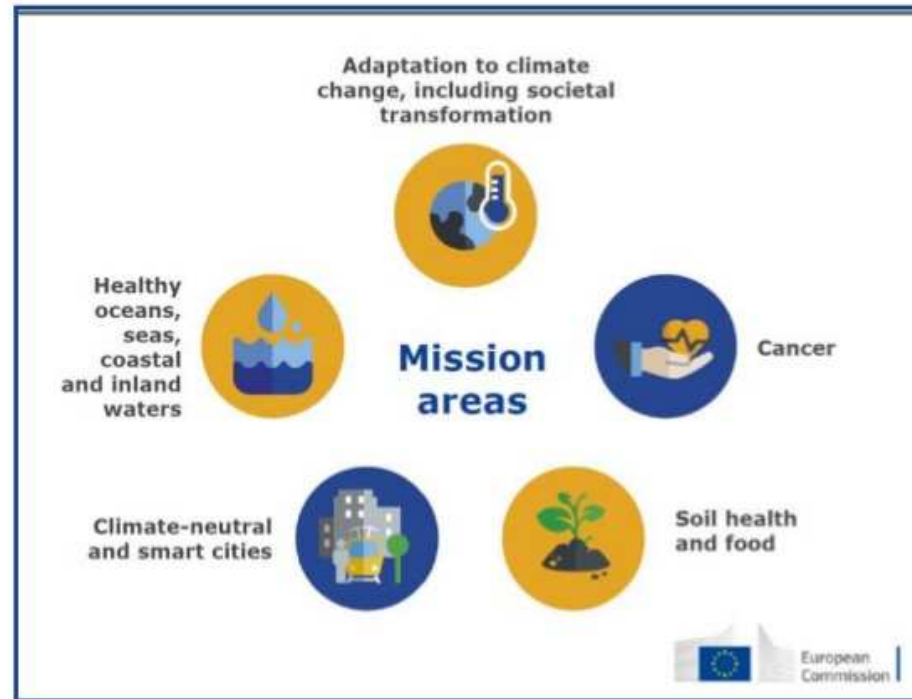 Adaptation to climate
change, including societal
transformation
Healthy
oceans,
seas,
coastal
and inland
waters
Mission
areas
Cancer
Climate-neutral
and smart cities
Soil health
and food
European
Commission